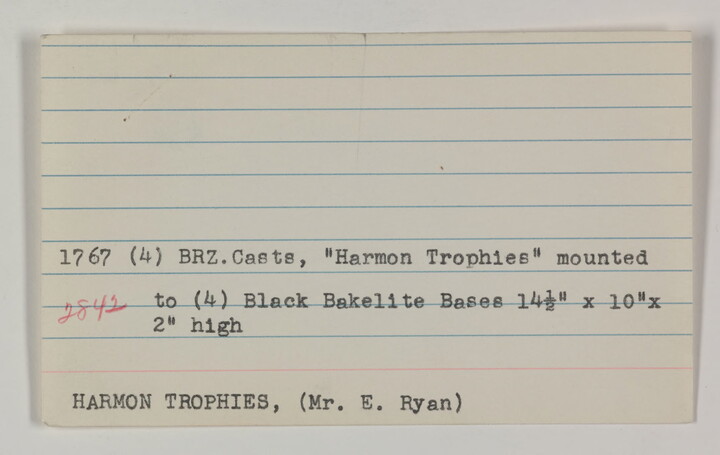 1767 (4) BRZ.Casts, "Harmon Trophies" mounted
2842 to (4) Black Bakelite Bases 14½" x 10"x
2" high
HARMON TROPHIES, (Mr. E. Ryan)